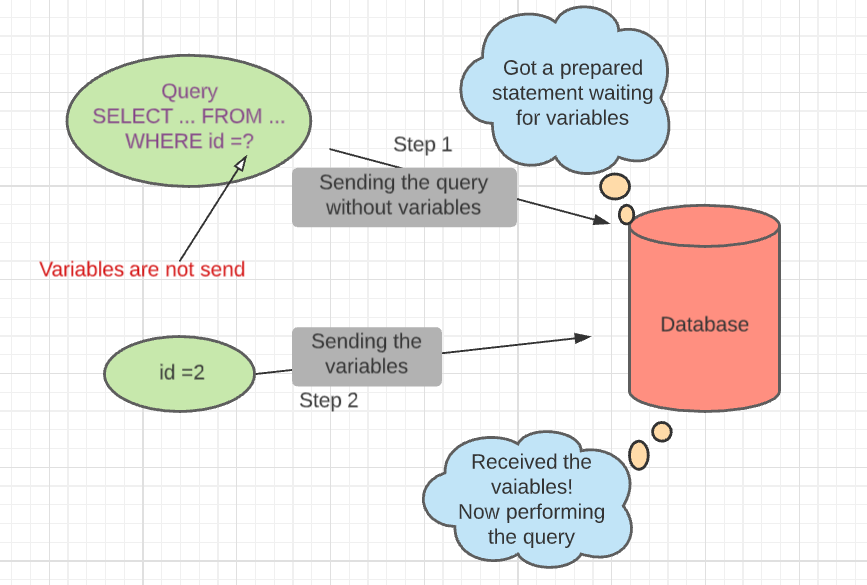 Query
SELECT ... FROM ...
WHERE id =?
Got a prepared
statement waiting
for variables
Step 1
Sending the query
without variables
Variables are not send
Database
id =2
Sending the
variables
Step 2
Received the
vaiables!
Now performing
the query